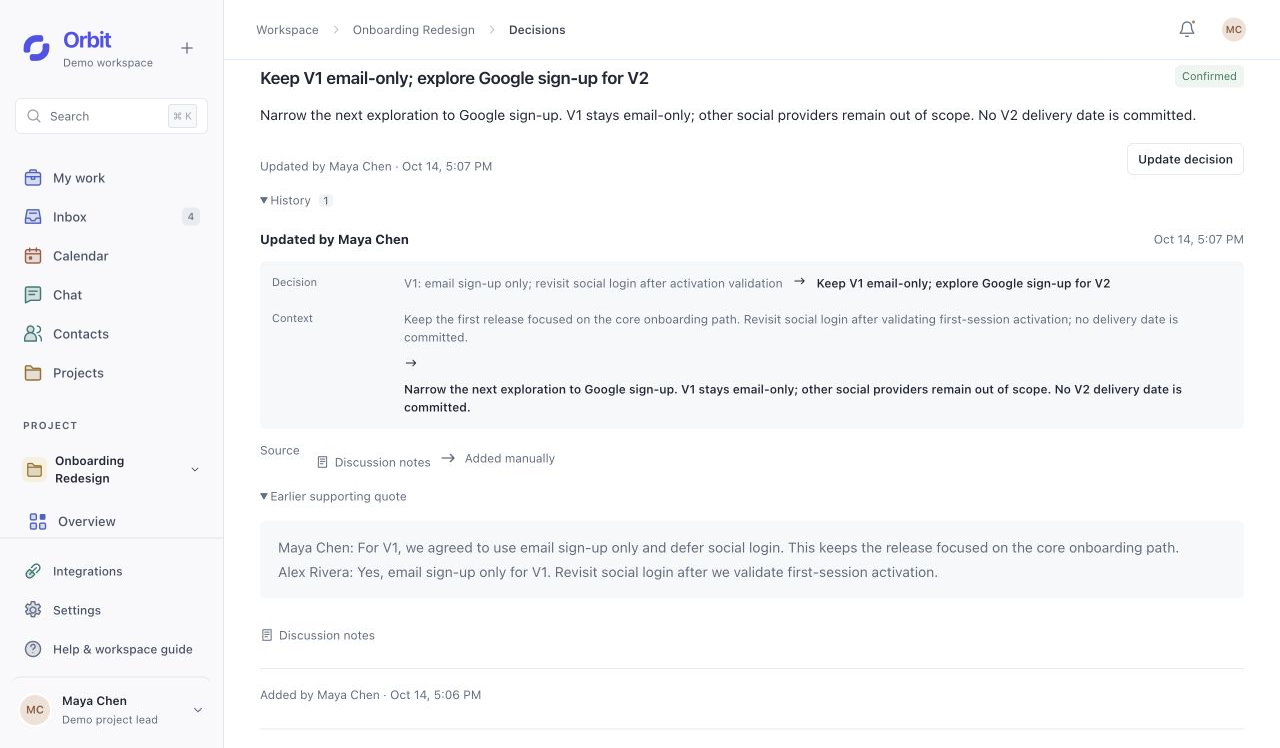 Orbit
Demo workspace
Search
⌘ K
My work
Inbox
4
Calendar
Chat
Contacts
Projects
PROJECT
Onboarding
Redesign
Overview
Integrations
Settings
Help & workspace guide
MC
Maya Chen
Demo project lead
Workspace
Onboarding Redesign
Decisions
MC
Keep V1 email-only; explore Google sign-up for V2
Confirmed
Narrow the next exploration to Google sign-up. V1 stays email-only; other social providers remain out of scope. No V2 delivery date is committed.
Updated by Maya Chen · Oct 14, 5:07 PM
Update decision
▼ History 1
Updated by Maya Chen
Oct 14, 5:07 PM
Decision
V1: email sign-up only; revisit social login after activation validation → Keep V1 email-only; explore Google sign-up for V2
Context
Keep the first release focused on the core onboarding path. Revisit social login after validating first-session activation; no delivery date is
committed.
→
Narrow the next exploration to Google sign-up. V1 stays email-only; other social providers remain out of scope. No V2 delivery date is
committed.
Source
Discussion notes → Added manually
▼ Earlier supporting quote
Maya Chen: For V1, we agreed to use email sign-up only and defer social login. This keeps the release focused on the core onboarding path.
Alex Rivera: Yes, email sign-up only for V1. Revisit social login after we validate first-session activation.
Discussion notes
Added by Maya Chen · Oct 14, 5:06 PM